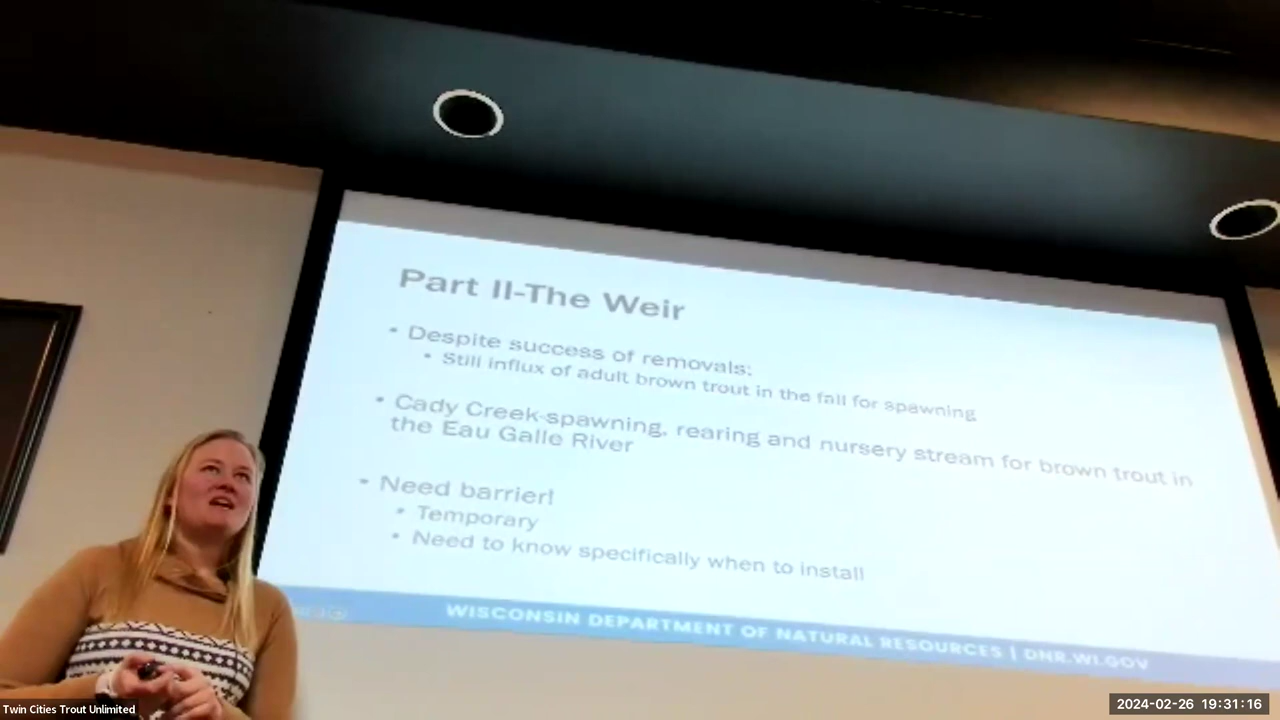 Part II-The Weir
• Despite success of removals:
• Still influx of adult brown trout in the fall for spawning
• Cady Creek-spawning, rearing and nursery stream for brown trout in
the Eau Galle River
• Need barrier!
• Temporary
• Need to know specifically when to install
WISCONSIN DEPARTMENT OF NATURAL RESOURCES | DNR.WI.GOV
Twin Cities Trout Unlimited
2024-02-26 19:31:16